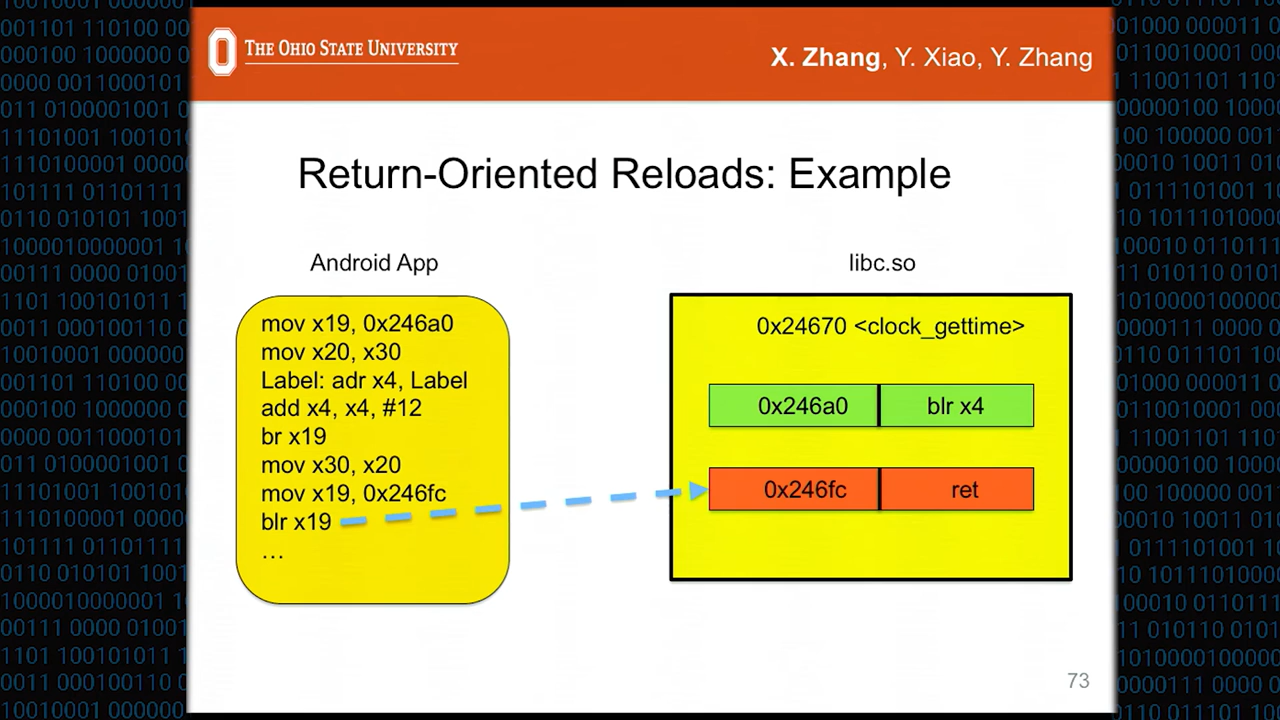 THE OHIO STATE UNIVERSITY
X. Zhang, Y. Xiao, Y. Zhang
Return-Oriented Reloads: Example
Android App
mov x19, 0x246a0
mov x20, x30
Label: adr x4, Label
add x4, x4, #12
br x19
mov x30, x20
mov x19, 0x246fc
blr x19
…
libc.so
0x24670 <clock_gettime>
0x246a0 blr x4
0x246fc ret
73